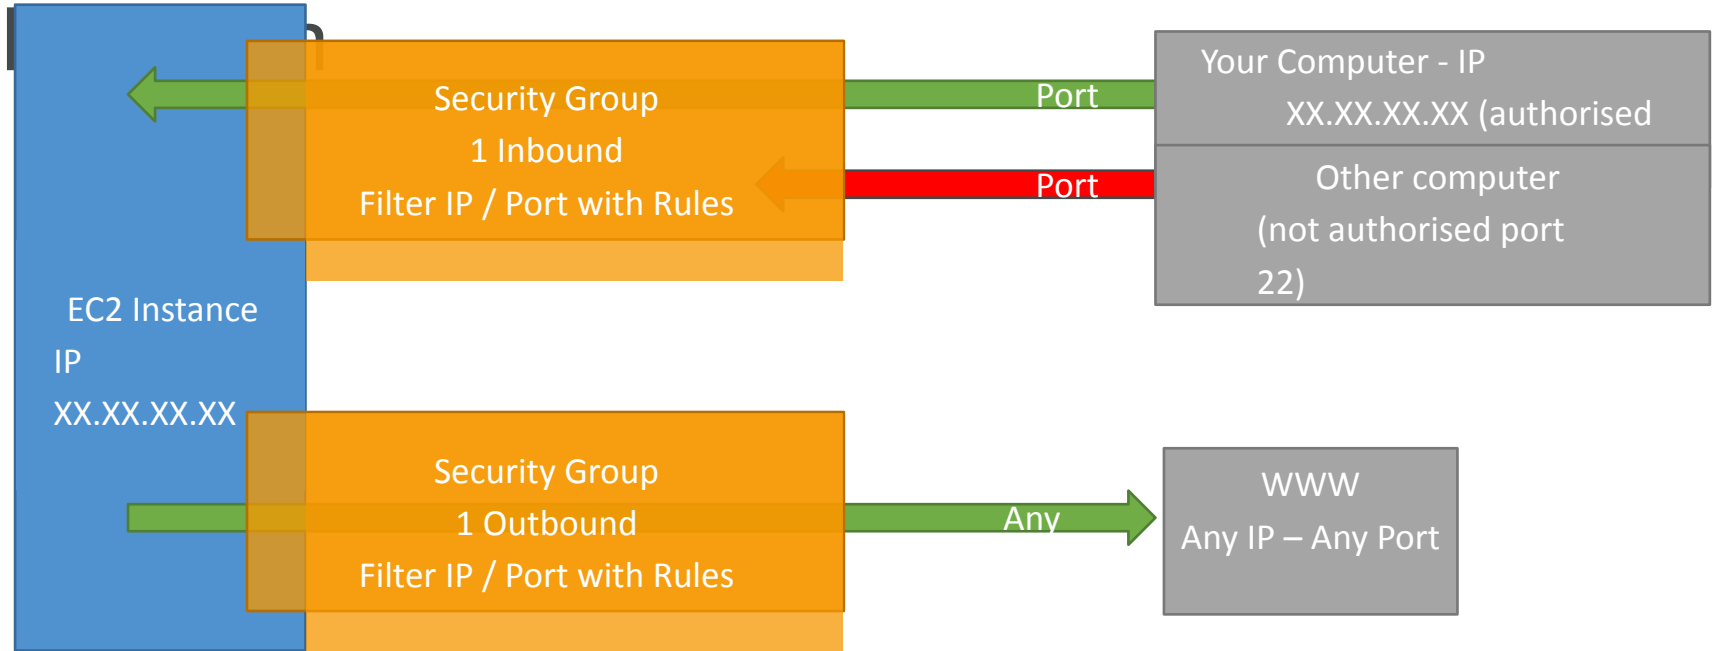 Security Group
1 Inbound
Filter IP / Port with Rules
Port
Your Computer - IP
XX.XX.XX.XX (authorised
Port
Other computer
(not authorised port
22)
EC2 Instance
IP
XX.XX.XX.XX
Security Group
1 Outbound
Filter IP / Port with Rules
Any
WWW
Any IP – Any Port